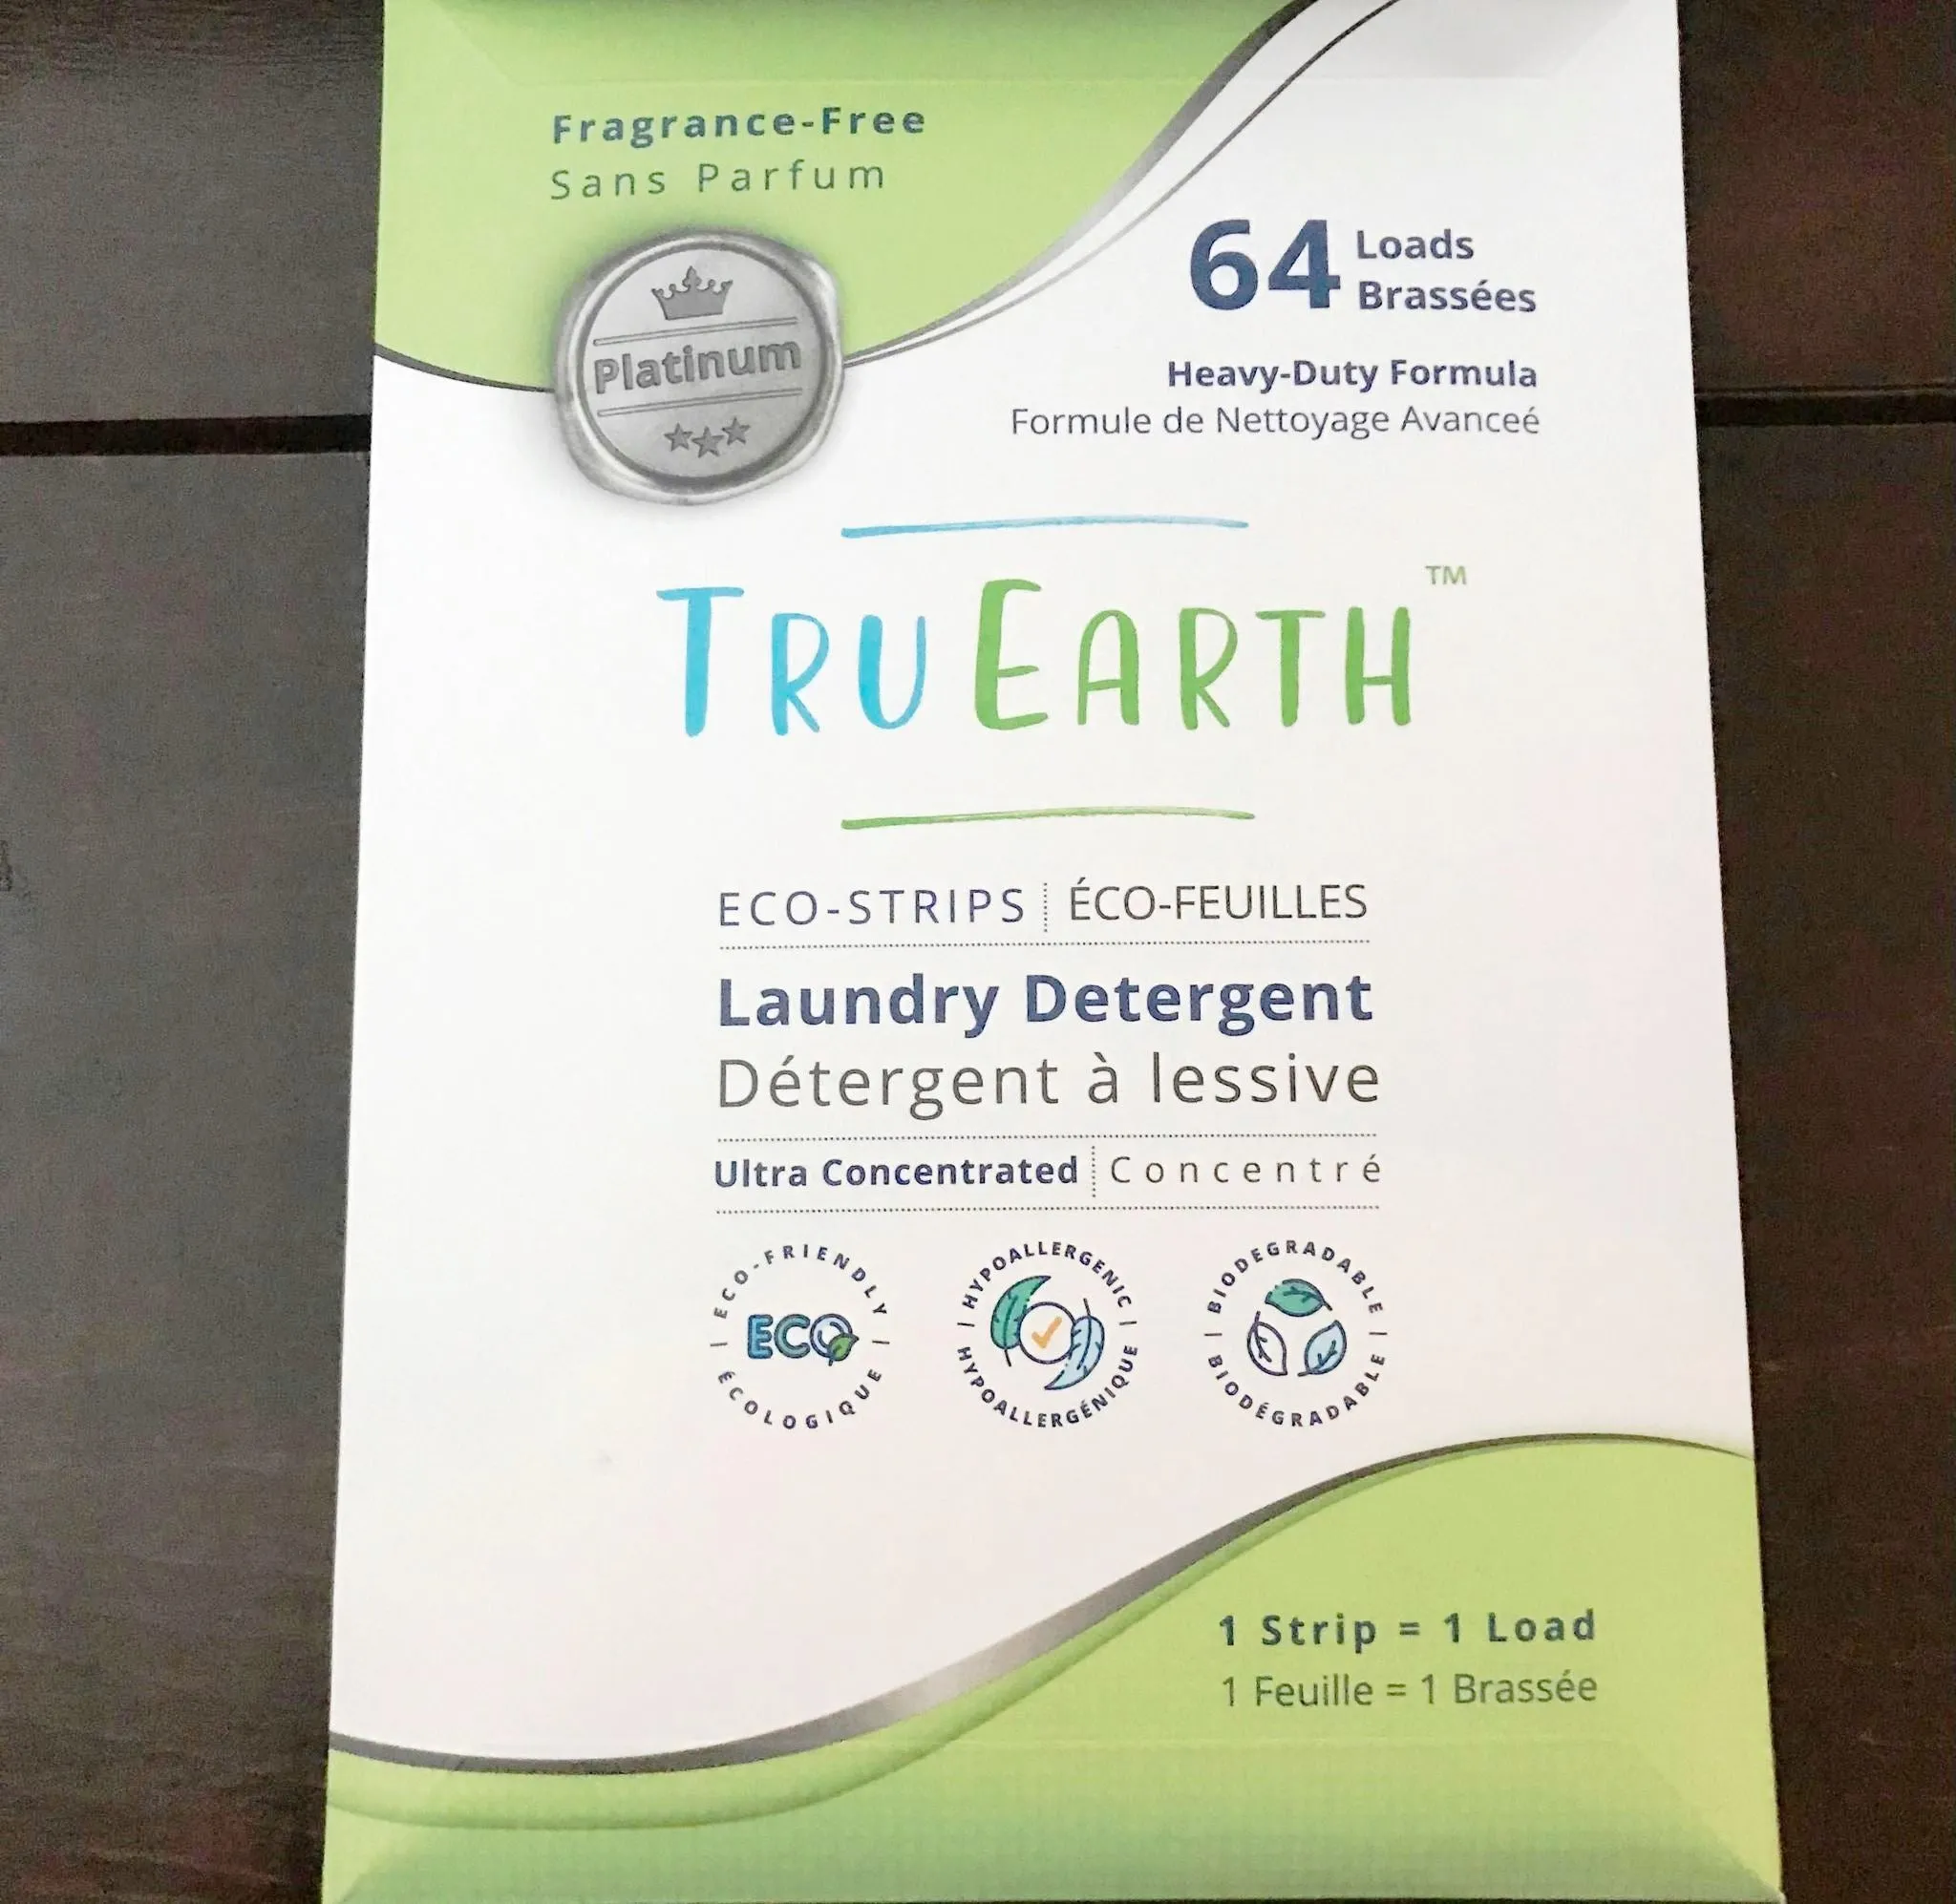 Fragrance-Free
Sans Parfum
64 Loads
Brassées
Heavy-Duty Formula
Formule de Nettoyage Avanceé
Platinum
TRUEARTH™
ECO-STRIPS ÉCO-FEUILLES
Laundry Detergent
Détergent à lessive
Ultra Concentrated Concentré
ECO-FRIENDLY
ECO
ÉCOLOGIQUE
HYPOALLERGENIC
HYPOALLERGÉNIQUE
BIODEGRADABLE
BIODÉGRADABLE
1 Strip = 1 Load
1 Feuille = 1 Brassée